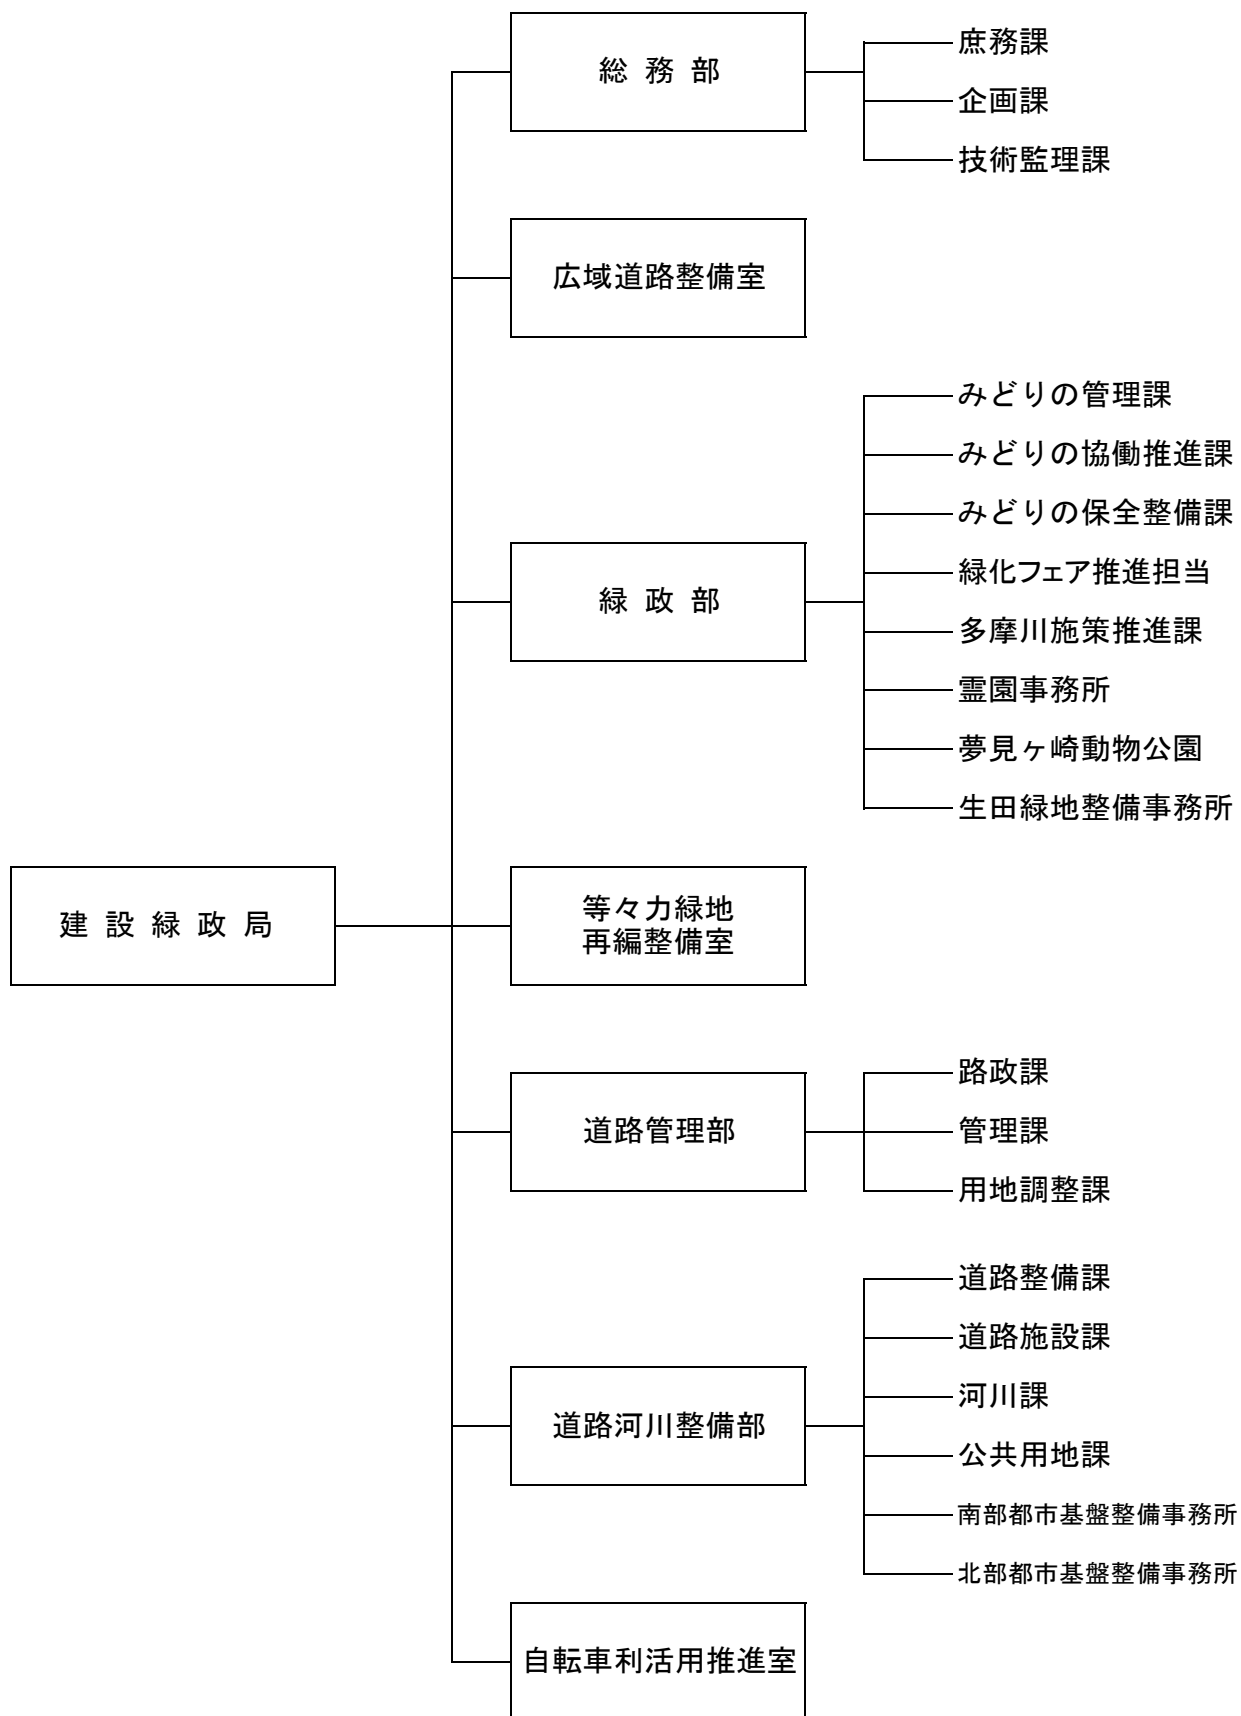 総 務 部
庶務課
企画課
技術監理課
広域道路整備室
みどりの管理課
みどりの協働推進課
みどりの保全整備課
緑化フェア推進担当
緑 政 部
多摩川施策推進課
霊園事務所
夢見ヶ崎動物公園
生田緑地整備事務所
建 設 緑 政 局
等々力緑地
再編整備室
路政課
道路管理部
管理課
用地調整課
道路整備課
道路施設課
河川課
道路河川整備部
公共用地課
南部都市基盤整備事務所
北部都市基盤整備事務所
自転車利活用推進室